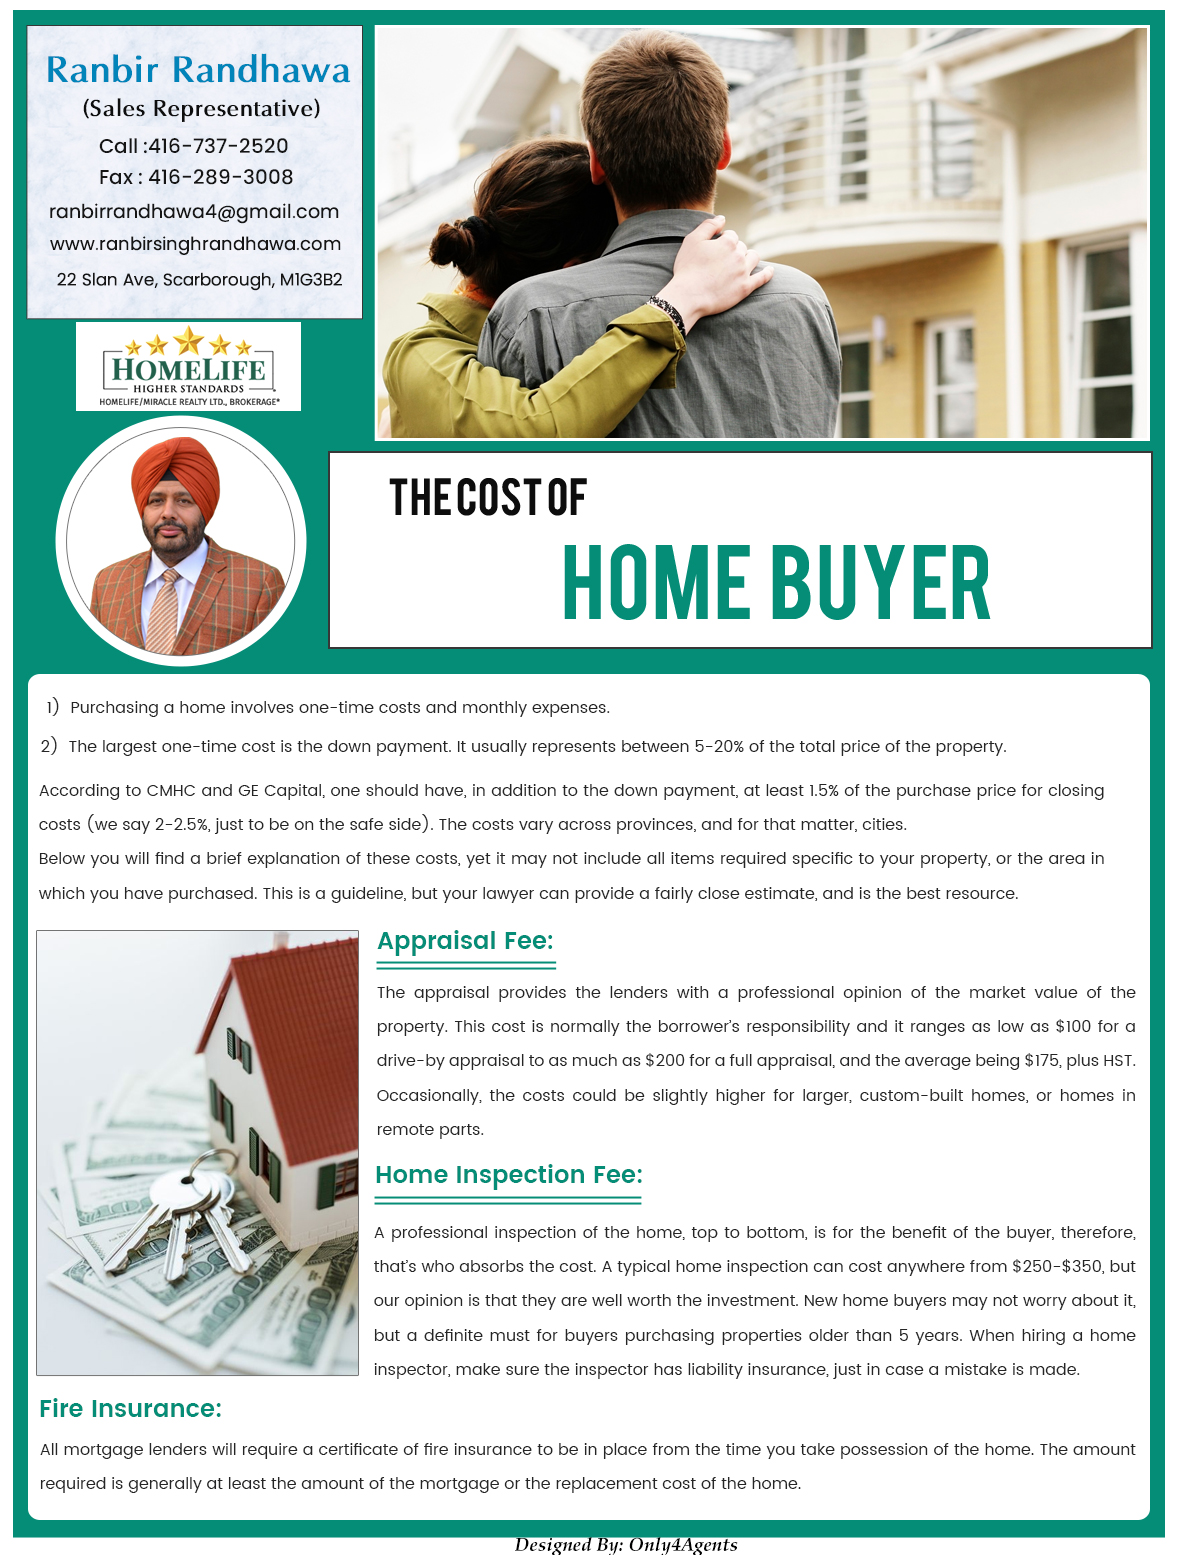 Ranbir Randhawa
(Sales Representative)
Call :416-737-2520
Fax : 416-289-3008
ranbirrandhawa4@gmail.com
www.ranbirsinghrandhawa.com
22 Slan Ave, Scarborough, M1G3B2
HOMELIFE
HIGHER STANDARDS
HOMELIFE/MIRACLE REALTY LTD., BROKERAGE*
THE COST OF
HOME BUYER
1) Purchasing a home involves one-time costs and monthly expenses.
2) The largest one-time cost is the down payment. It usually represents between 5-20% of the total price of the property.
According to CMHC and GE Capital, one should have, in addition to the down payment, at least 1.5% of the purchase price for closing
costs (we say 2-2.5%, just to be on the safe side). The costs vary across provinces, and for that matter, cities.
Below you will find a brief explanation of these costs, yet it may not include all items required specific to your property, or the area in
which you have purchased. This is a guideline, but your lawyer can provide a fairly close estimate, and is the best resource.
Appraisal Fee:
The appraisal provides the lenders with a professional opinion of the market value of the
property. This cost is normally the borrower's responsibility and it ranges as low as $100 for a
drive-by appraisal to as much as $200 for a full appraisal, and the average being $175, plus HST.
Occasionally, the costs could be slightly higher for larger, custom-built homes, or homes in
remote parts.
Home Inspection Fee:
A professional inspection of the home, top to bottom, is for the benefit of the buyer, therefore,
that's who absorbs the cost. A typical home inspection can cost anywhere from $250-$350, but
our opinion is that they are well worth the investment. New home buyers may not worry about it,
but a definite must for buyers purchasing properties older than 5 years. When hiring a home
inspector, make sure the inspector has liability insurance, just in case a mistake is made.
Fire Insurance:
All mortgage lenders will require a certificate of fire insurance to be in place from the time you take possession of the home. The amount
required is generally at least the amount of the mortgage or the replacement cost of the home.
Designed By: Only4Agents